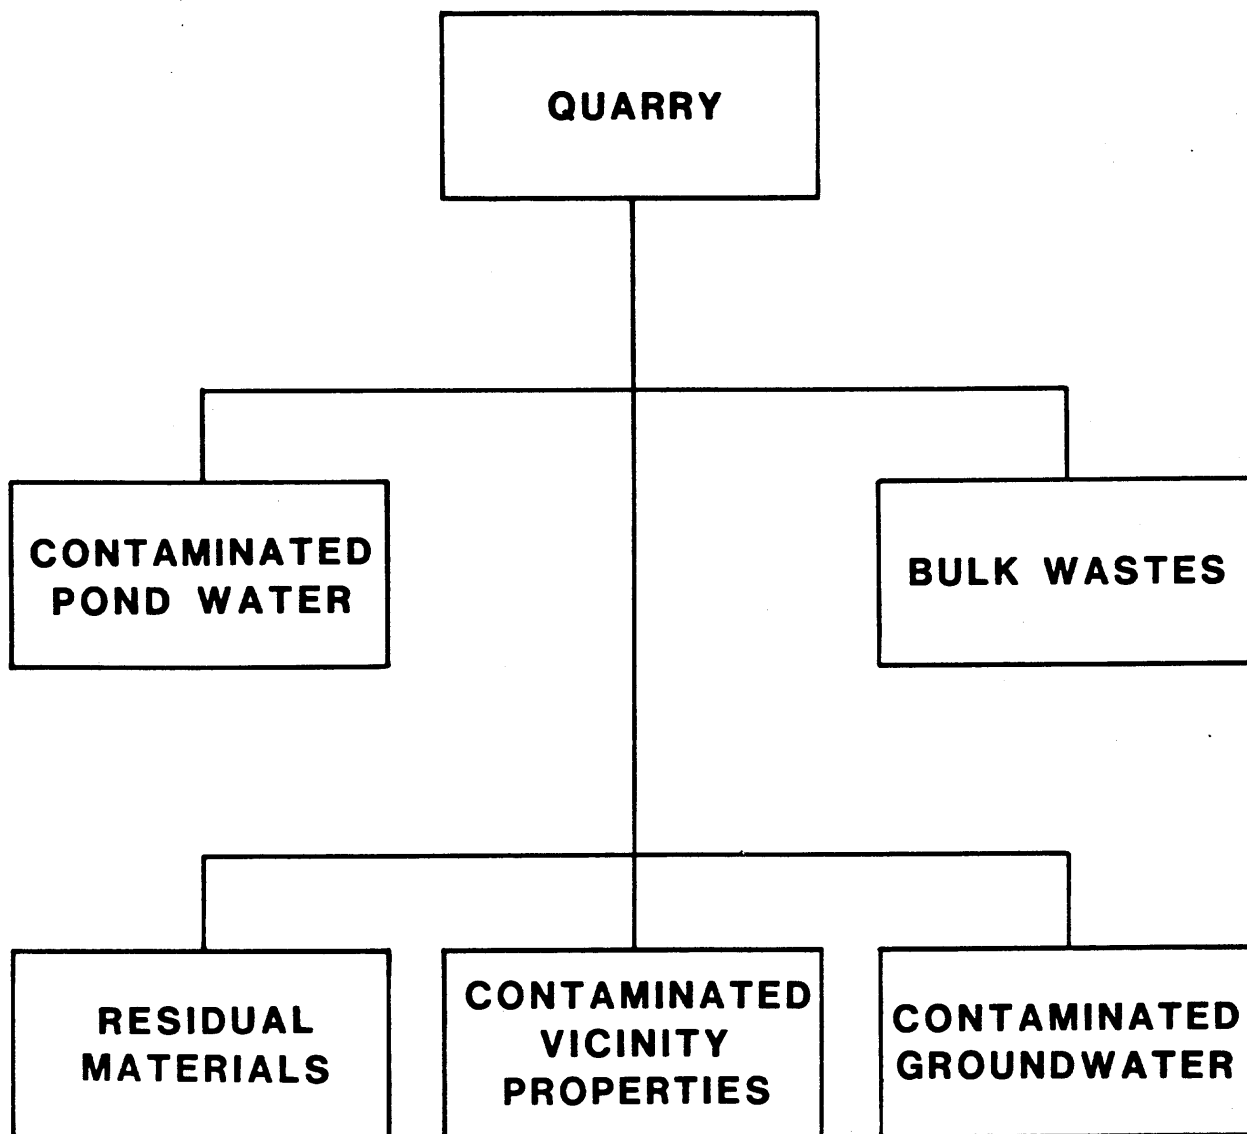 QUARRY
CONTAMINATED
POND WATER
BULK WASTES
RESIDUAL
MATERIALS
CONTAMINATED
VICINITY
PROPERTIES
CONTAMINATED
GROUNDWATER